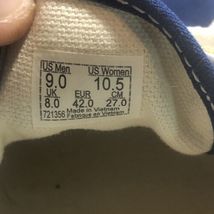 US Men US Women
9.0 10.5
UK EUR CM
8.0 42.0 27.0
721356 Made in Vietnam
Fabriqué en Vietnam